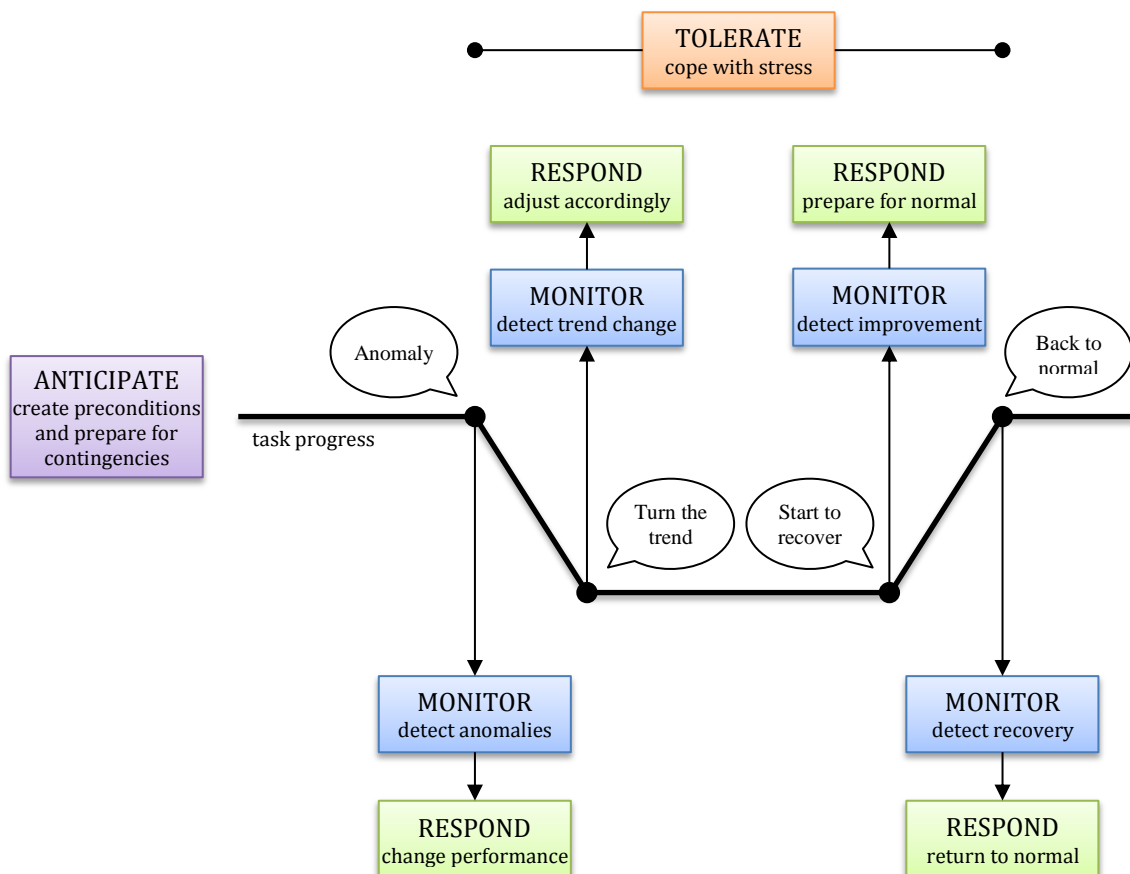 TOLERATE
cope with stress
RESPOND
adjust accordingly
RESPOND
prepare for normal
MONITOR
detect trend change
MONITOR
detect improvement
Anomaly
Back to
normal
ANTICIPATE
create preconditions
and prepare for
contingencies
task progress
Turn the
trend
Start to
recover
MONITOR
detect anomalies
MONITOR
detect recovery
RESPOND
change performance
RESPOND
return to normal